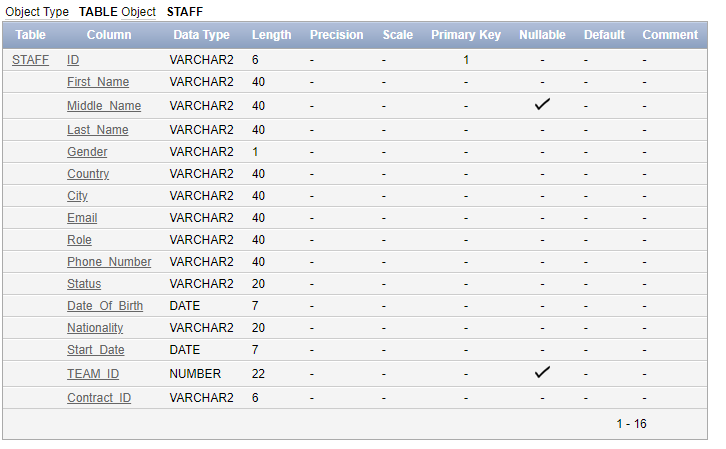 Object Type TABLE Object STAFF
Table Column Data Type Length Precision Scale Primary Key Nullable Default Comment
STAFF ID VARCHAR2 6 - - 1 - - -
First_Name VARCHAR2 40 - - - - - -
Middle_Name VARCHAR2 40 - - - ✓ - -
Last_Name VARCHAR2 40 - - - - - -
Gender VARCHAR2 1 - - - - - -
Country VARCHAR2 40 - - - - - -
City VARCHAR2 40 - - - - - -
Email VARCHAR2 40 - - - - - -
Role VARCHAR2 40 - - - - - -
Phone_Number VARCHAR2 40 - - - - - -
Status VARCHAR2 20 - - - - - -
Date_Of_Birth DATE 7 - - - - - -
Nationality VARCHAR2 20 - - - - - -
Start_Date DATE 7 - - - - - -
TEAM_ID NUMBER 22 - - - ✓ - -
Contract_ID VARCHAR2 6 - - - - - -
1 - 16